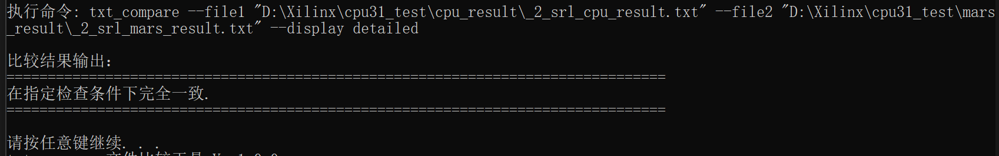 执行命令: txt_compare --file1 "D:\Xilinx\cpu31_test\cpu_result\_2_srl_cpu_result.txt" --file2 "D:\Xilinx\cpu31_test\mars
_result\_2_srl_mars_result.txt" --display detailed
比较结果输出:
================================================================================
在指定检查条件下完全一致.
================================================================================
请按任意键继续. . .